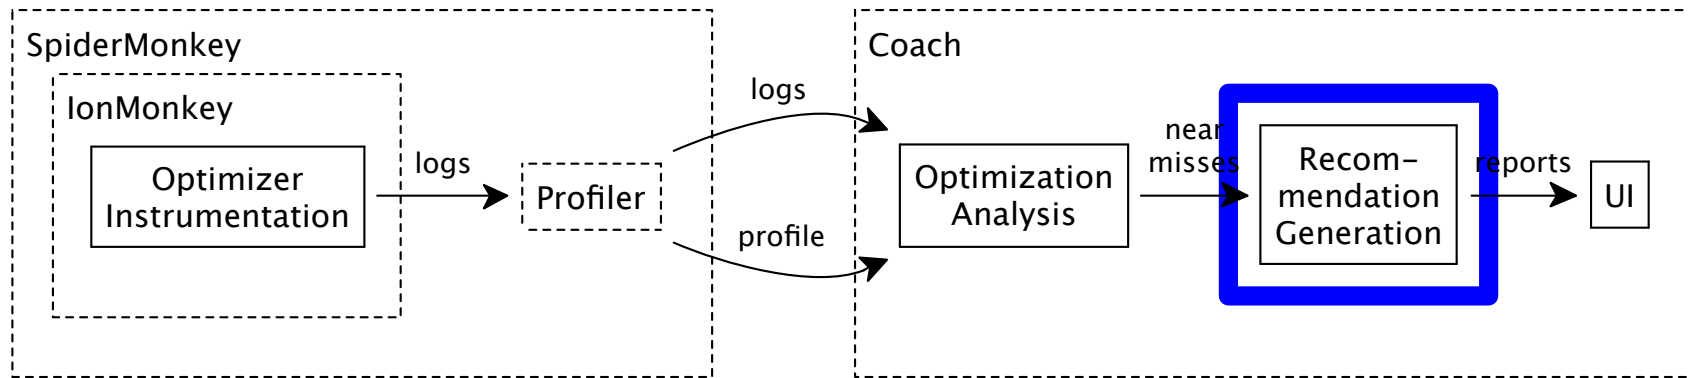 SpiderMonkey
IonMonkey
Optimizer
Instrumentation
logs
Profiler
logs
profile
Coach
Optimization
Analysis
near
misses
Recom-
mendation
Generation
reports
UI